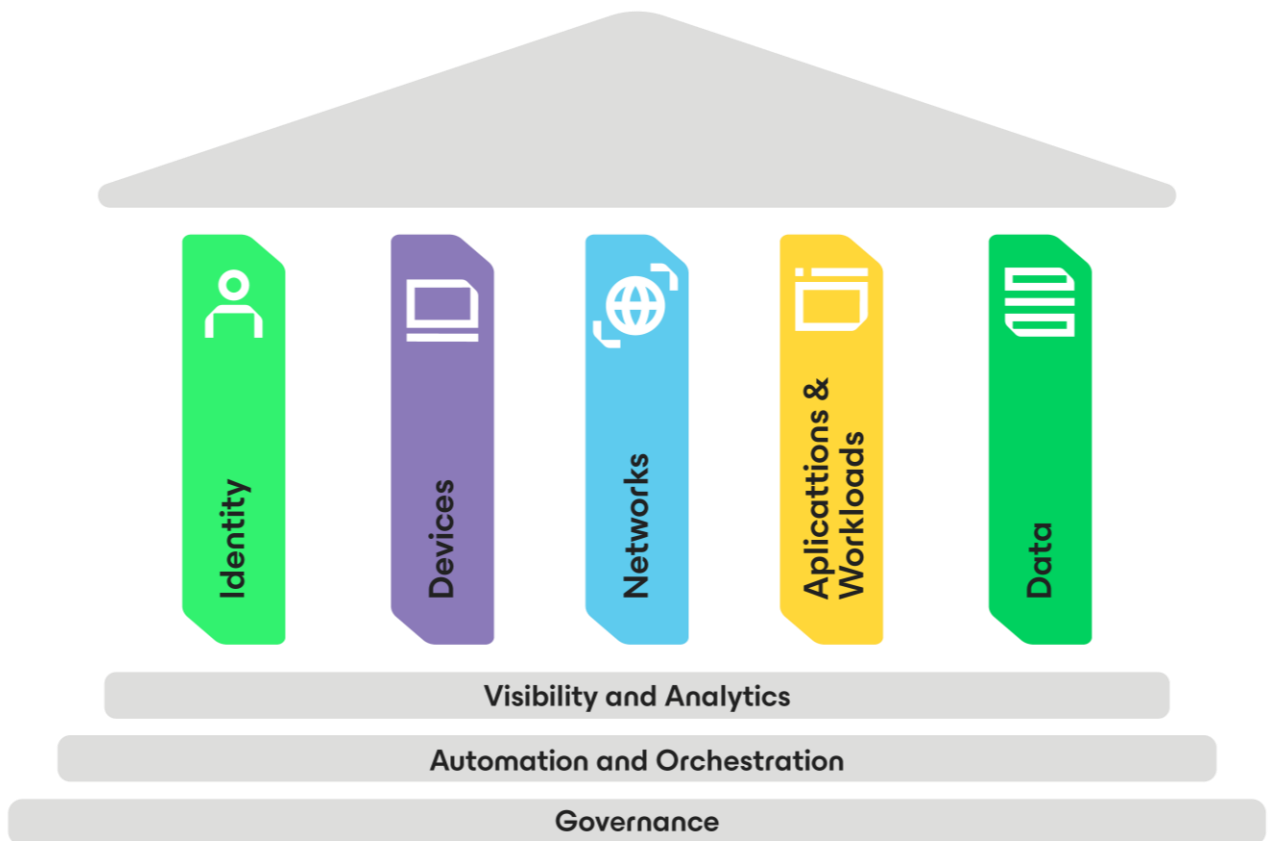 Identity
Devices
Networks
Aplicattions &
Workloads
Data
Visibility and Analytics
Automation and Orchestration
Governance